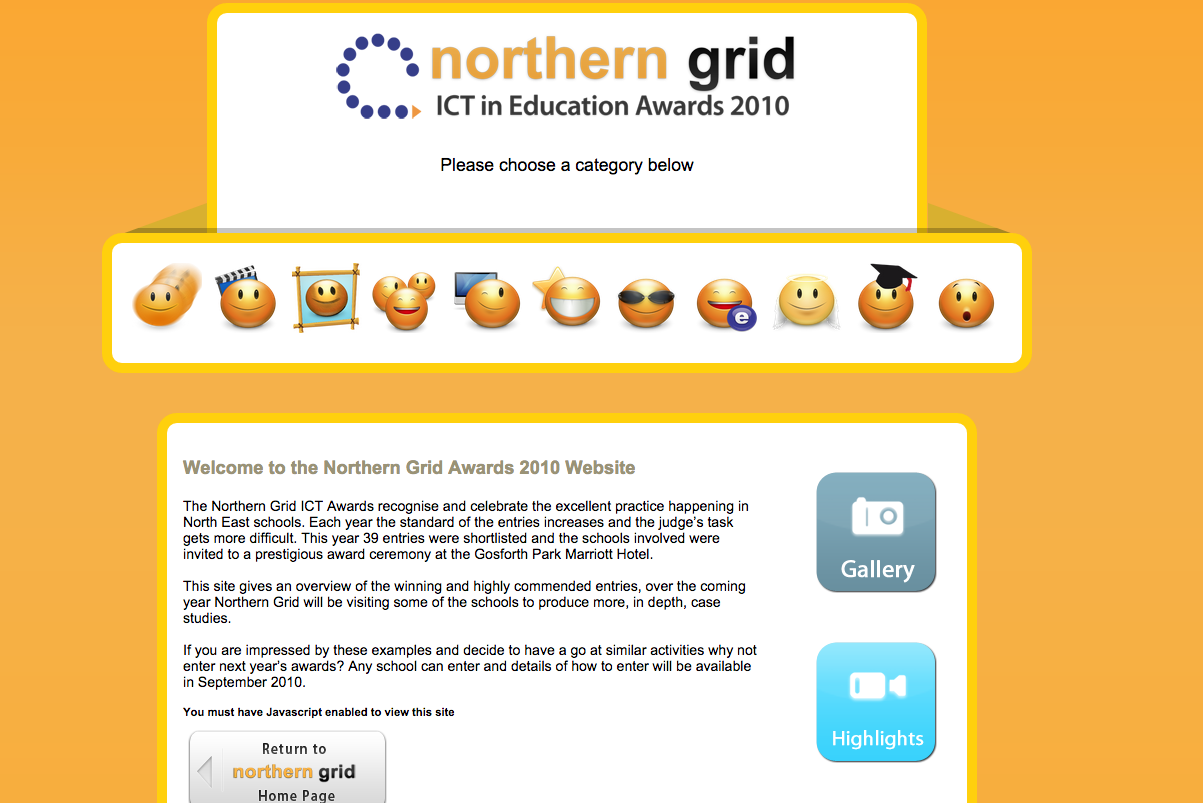 northern grid
ICT in Education Awards 2010
Please choose a category below
e
Welcome to the Northern Grid Awards 2010 Website
The Northern Grid ICT Awards recognise and celebrate the excellent practice happening in
North East schools. Each year the standard of the entries increases and the judge's task
gets more difficult. This year 39 entries were shortlisted and the schools involved were
invited to a prestigious award ceremony at the Gosforth Park Marriott Hotel.
This site gives an overview of the winning and highly commended entries, over the coming
year Northern Grid will be visiting some of the schools to produce more, in depth, case
studies.
If you are impressed by these examples and decide to have a go at similar activities why not
enter next year's awards? Any school can enter and details of how to enter will be available
in September 2010.
You must have Javascript enabled to view this site
Return to
northern grid
Home Page
Gallery
Highlights